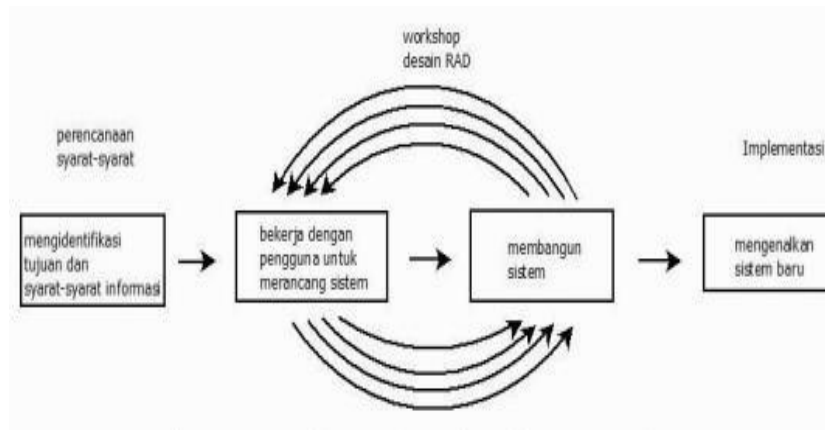 workshop
desain RAD
perencanaan
syarat-syarat
Implementasi
mengidentifikasi
tujuan dan
syarat-syarat informasi
bekerja dengan
pengguna untuk
merancang sistem
membangun
sistem
mengenalkan
sistem baru